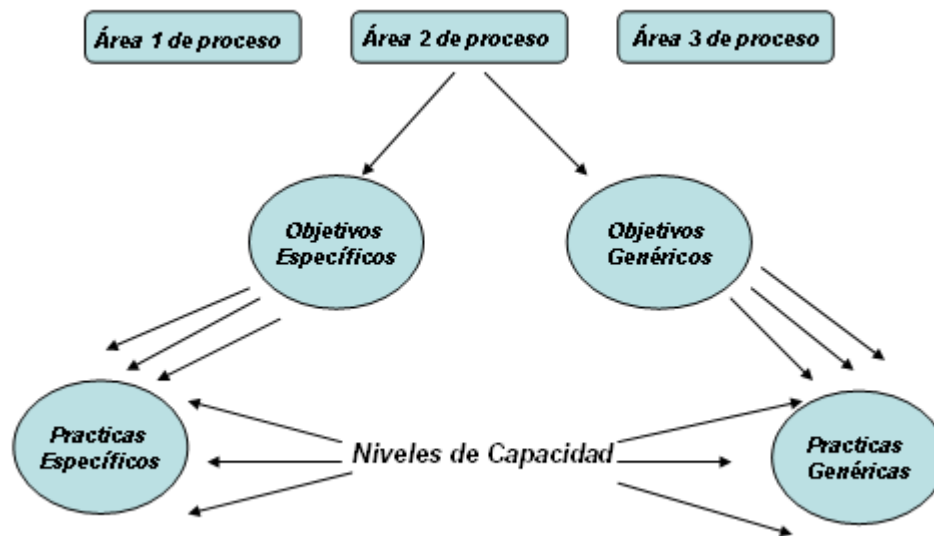 Área 1 de proceso
Área 2 de proceso
Área 3 de proceso
Objetivos
Específicos
Objetivos
Genéricos
Practicas
Específicos
Niveles de Capacidad
Practicas
Genéricas